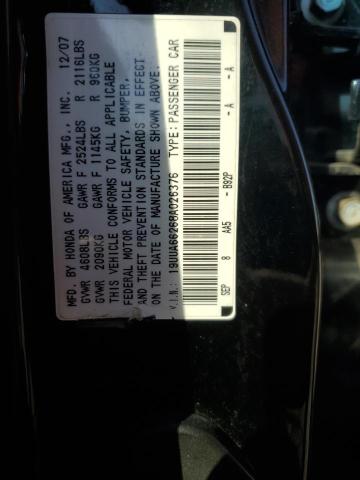 MFD. BY HONDA OF AMERICA MFG., INC. 12/07
GVWR 4608LBS GAWR F 2524LBS R 2116LBS
GVWR 2090KG GAWR F 1145KG R 960KG
THIS VEHICLE CONFORMS TO ALL APPLICABLE
FEDERAL MOTOR VEHICLE SAFETY, BUMPER,
AND THEFT PREVENTION STANDARDS IN EFFECT
ON THE DATE OF MANUFACTURE SHOWN ABOVE.
V.I.N.: 19UUA66268A026376 TYPE: PASSENGER CAR
SEP 8 AA5 - B92P - A - A